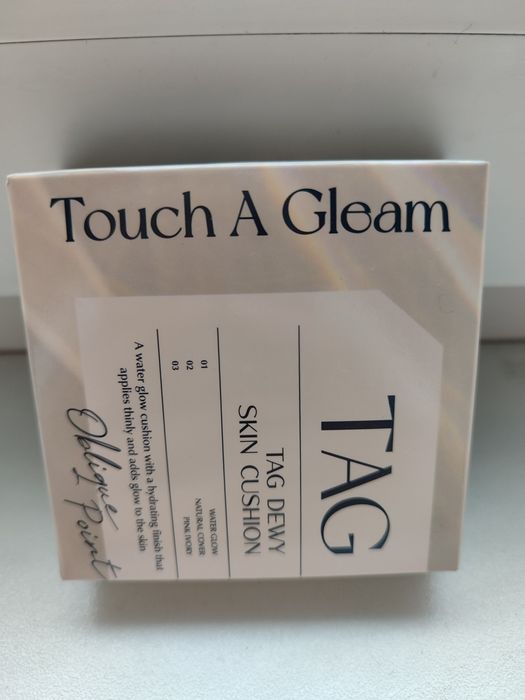 Touch A Gleam
TAG
TAG DEWY
SKIN CUSHION
01 WATER GLOW
02 NATURAL COVER
03 PINK IVORY
A water glow cushion with a hydrating finish that
applies thinly and adds glow to the skin
Oblique Point